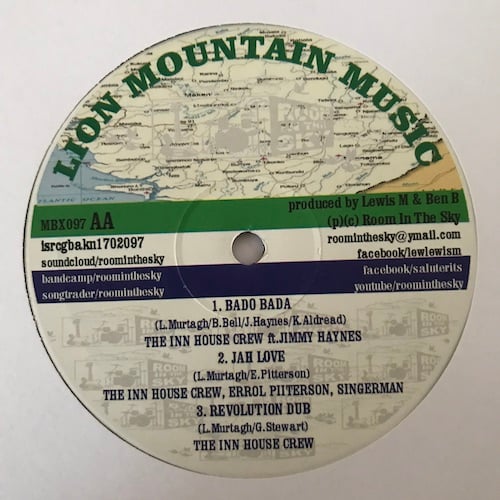 LION MOUNTAIN MUSIC
MBX097 AA
produced by Lewis M & Ben B
(p)(c) Room In The Sky
isrcgbakn1702097
roominthesky@ymail.com
soundcloud/roominthesky
facebook/lewlewism
bandcamp/roominthesky
facebook/saluterits
songtrader/roominthesky
youtube/roominthesky
1. BADO BADA
(L.Murtagh/B.Bell/J.Haynes/K.Aldread)
THE INN HOUSE CREW ft.JIMMY HAYNES
2. JAH LOVE
(L.Murtagh/E.Pitterson)
THE INN HOUSE CREW, ERROL PIITERSON, SINGERMAN
3. REVOLUTION DUB
(L.Murtagh/G.Stewart)
THE INN HOUSE CREW